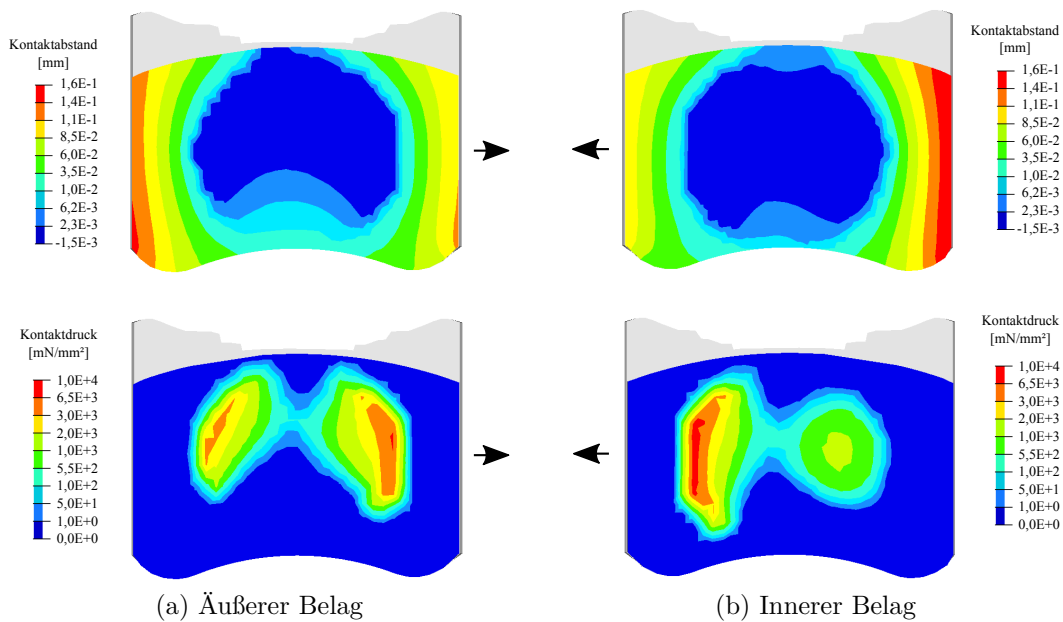 Kontaktabstand
[mm]
1,6E-1
1,4E-1
1,1E-1
8,5E-2
6,0E-2
3,5E-2
1,0E-2
6,2E-3
2,3E-3
-1,5E-3
Kontaktabstand
[mm]
1,6E-1
1,4E-1
1,1E-1
8,5E-2
6,0E-2
3,5E-2
1,0E-2
6,2E-3
2,3E-3
-1,5E-3
Kontaktdruck
[mN/mm²]
1,0E+4
6,5E+3
3,0E+3
2,0E+3
1,0E+3
5,5E+2
1,0E+2
5,0E+1
1,0E+0
0,0E+0
Kontaktdruck
[mN/mm²]
1,0E+4
6,5E+3
3,0E+3
2,0E+3
1,0E+3
5,5E+2
1,0E+2
5,0E+1
1,0E+0
0,0E+0
(a) Äußerer Belag
(b) Innerer Belag